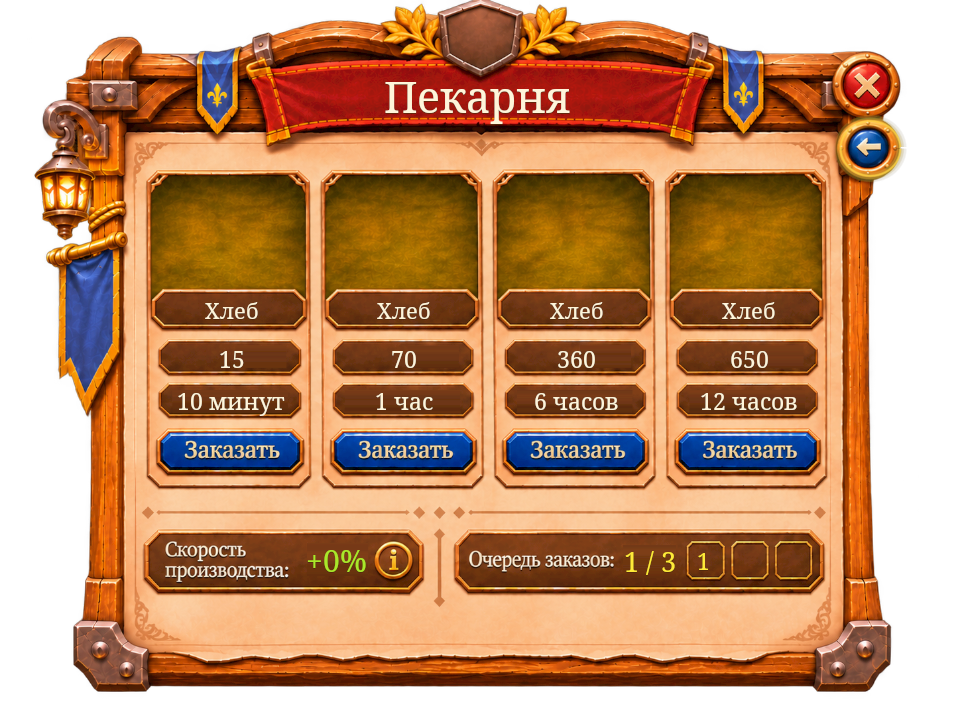 Пекарня
Хлеб
Хлеб
Хлеб
Хлеб
15
70
360
650
10 минут
1 час
6 часов
12 часов
Заказать
Заказать
Заказать
Заказать
Скорость
производства:
+0%
i
Очередь заказов:
1 / 3
1